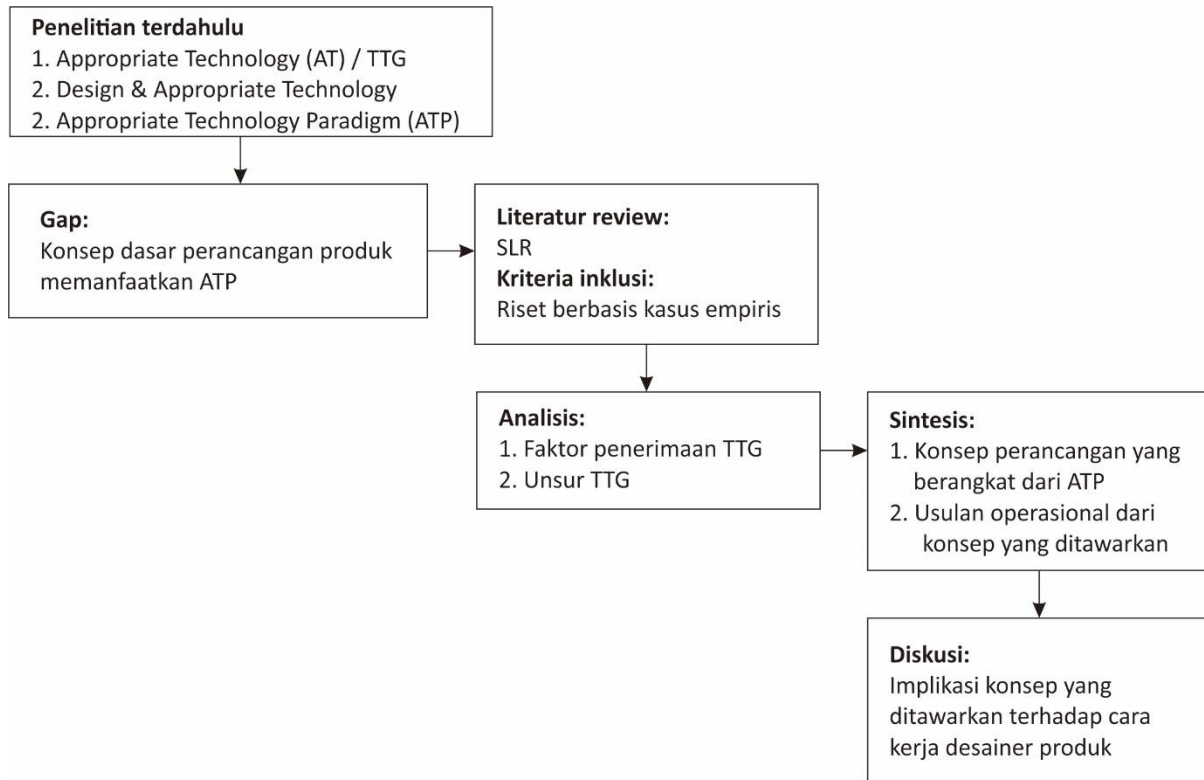 Penelitian terdahulu
1. Appropriate Technology (AT) / TTG
2. Design & Appropriate Technology
2. Appropriate Technology Paradigm (ATP)
Gap:
Konsep dasar perancangan produk
memanfaatkan ATP
Literatur review:
SLR
Kriteria inklusi:
Riset berbasis kasus empiris
Analisis:
1. Faktor penerimaan TTG
2. Unsur TTG
Sintesis:
1. Konsep perancangan yang
berangkat dari ATP
2. Usulan operasional dari
konsep yang ditawarkan
Diskusi:
Implikasi konsep yang
ditawarkan terhadap cara
kerja desainer produk